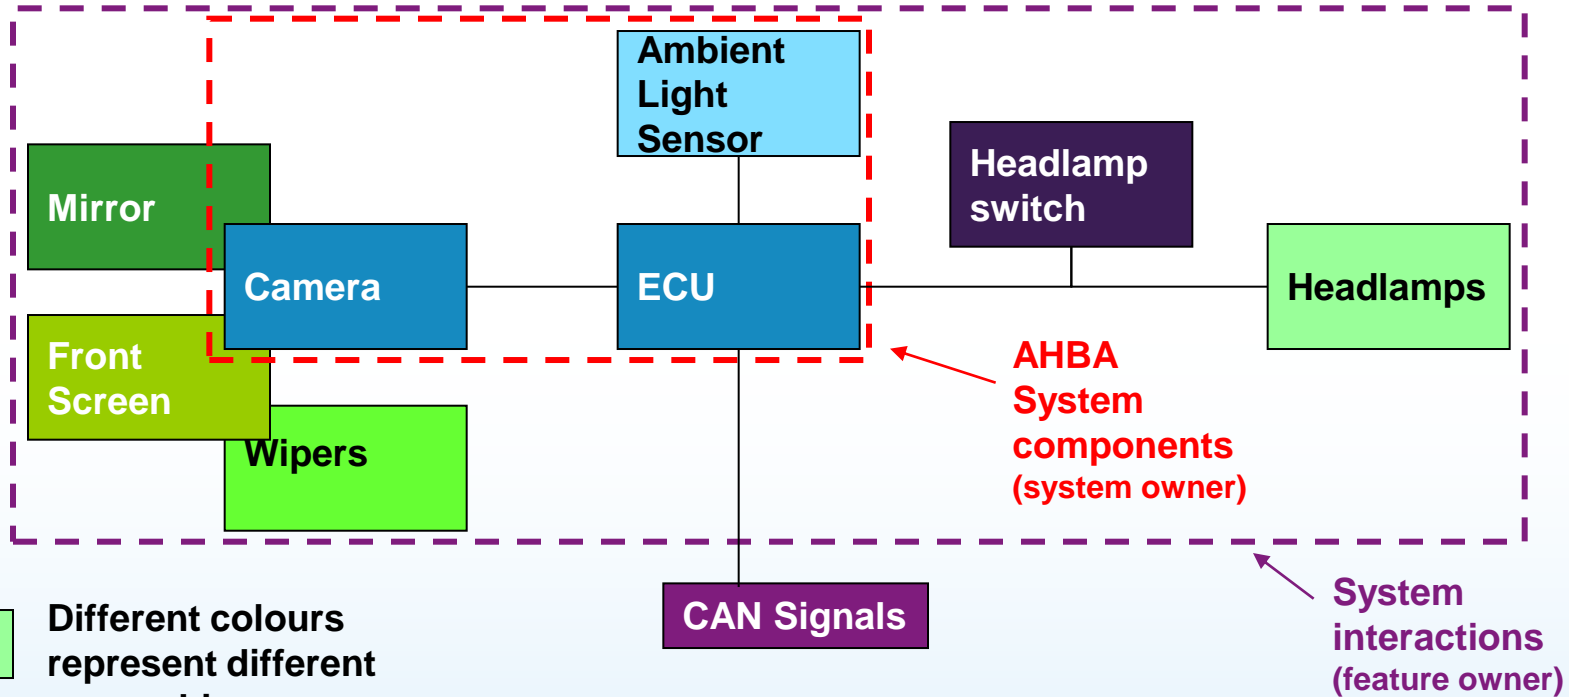 Ambient
Light
Sensor
Mirror
Headlamp
switch
Camera
ECU
Headlamps
Front
Screen
Wipers
AHBA
System
components
(system owner)
CAN Signals
System
interactions
(feature owner)
Different colours
represent different